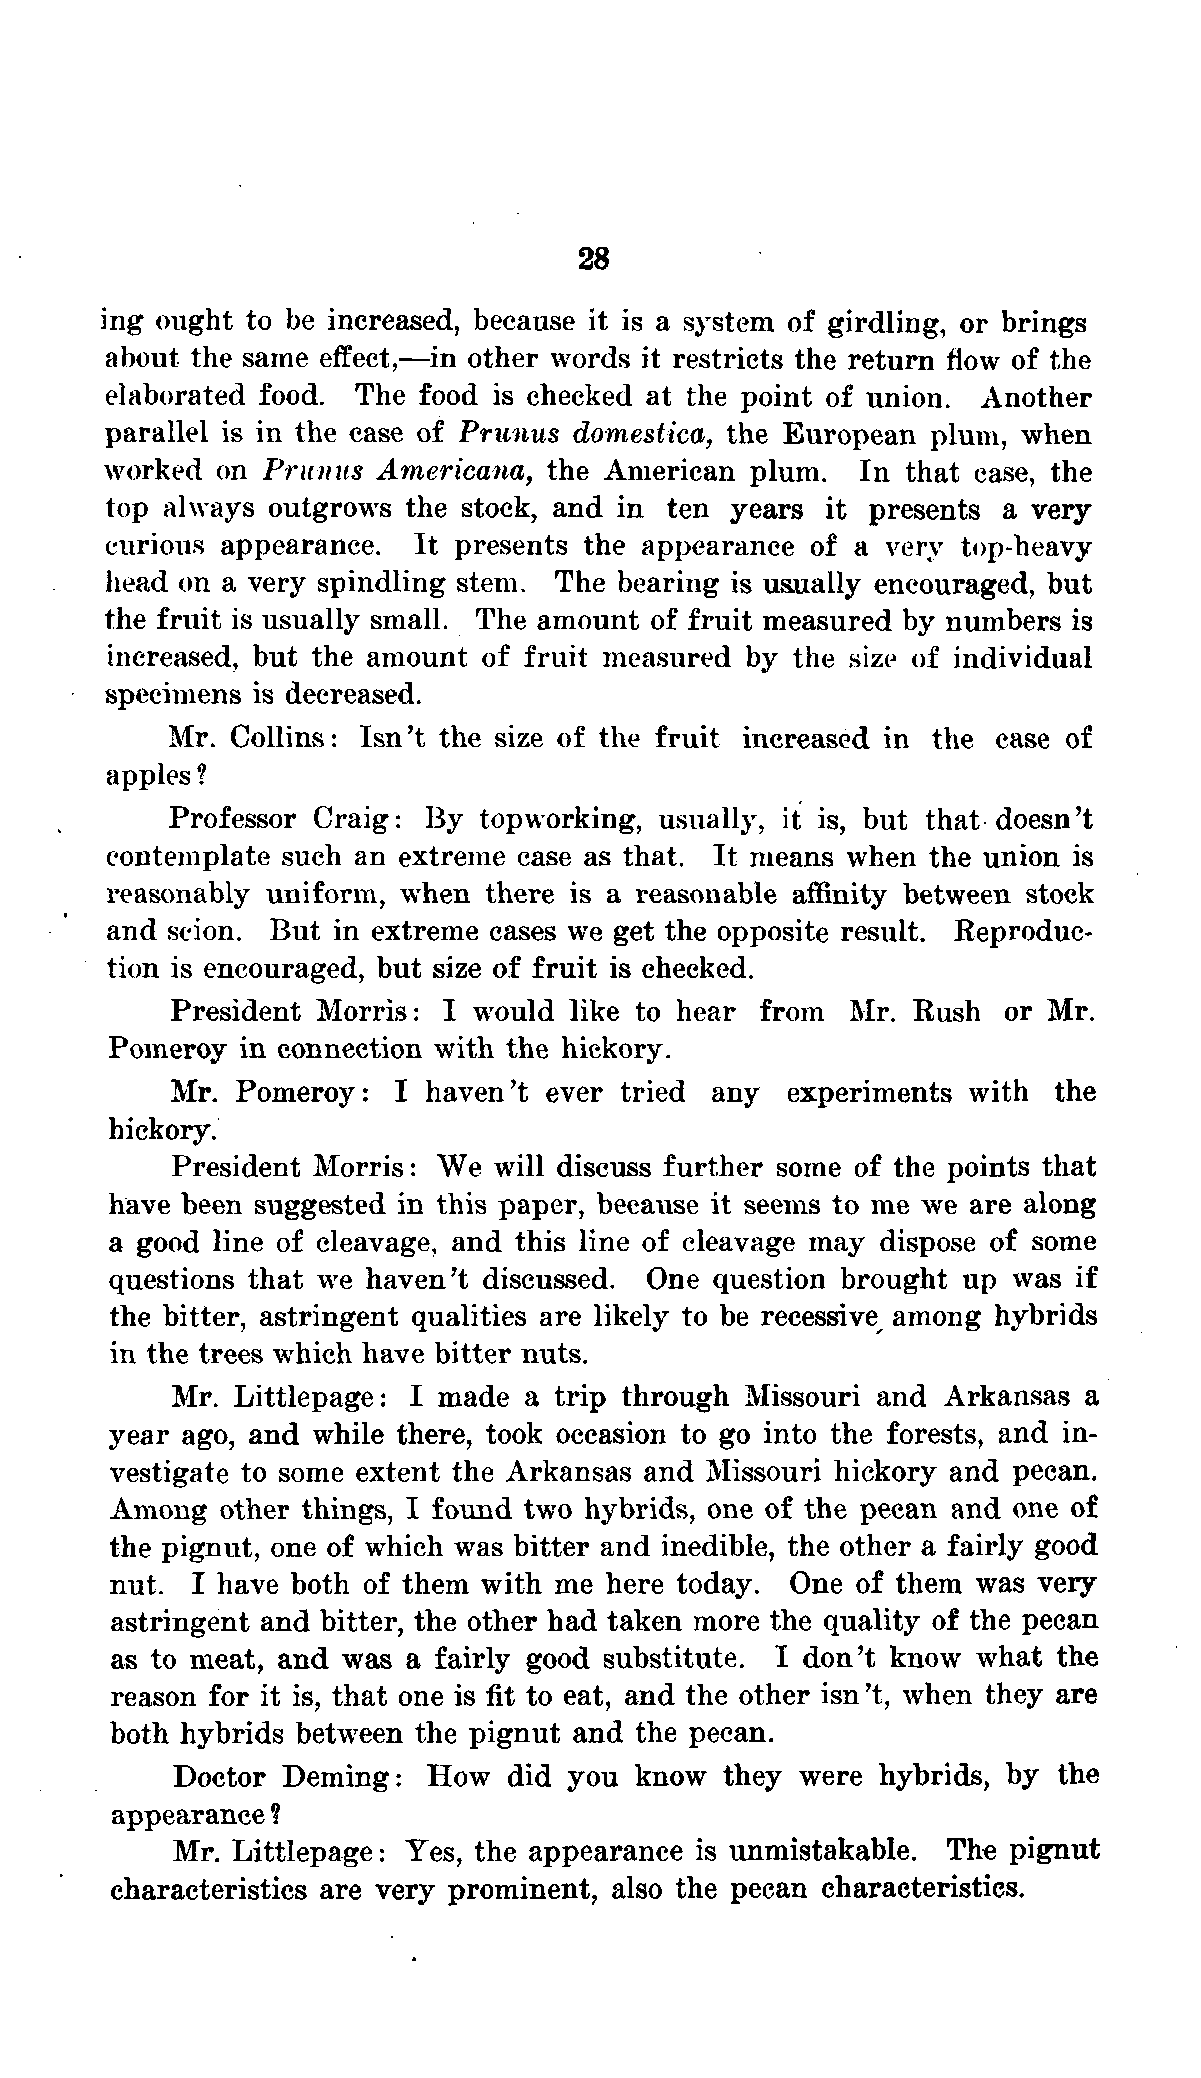 28
ing ought to be increased, because it is a system of girdling, or brings
about the same effect,—in other words it restricts the return flow of the
elaborated food. The food is checked at the point of union. Another
parallel is in the case of Prunus domestica, the European plum, when
worked on Prunus Americana, the American plum. In that case, the
top always outgrows the stock, and in ten years it presents a very
curious appearance. It presents the appearance of a very top-heavy
head on a very spindling stem. The bearing is usually encouraged, but
the fruit is usually small. The amount of fruit measured by numbers is
increased, but the amount of fruit measured by the size of individual
specimens is decreased.
Mr. Collins: Isn't the size of the fruit increased in the case of
apples?
Professor Craig: By topworking, usually, it is, but that doesn't
contemplate such an extreme case as that. It means when the union is
reasonably uniform, when there is a reasonable affinity between stock
and scion. But in extreme cases we get the opposite result. Reproduc-
tion is encouraged, but size of fruit is checked.
President Morris: I would like to hear from Mr. Rush or Mr.
Pomeroy in connection with the hickory.
Mr. Pomeroy: I haven't ever tried any experiments with the
hickory.
President Morris: We will discuss further some of the points that
have been suggested in this paper, because it seems to me we are along
a good line of cleavage, and this line of cleavage may dispose of some
questions that we haven't discussed. One question brought up was if
the bitter, astringent qualities are likely to be recessive among hybrids
in the trees which have bitter nuts.
Mr. Littlepage: I made a trip through Missouri and Arkansas a
year ago, and while there, took occasion to go into the forests, and in-
vestigate to some extent the Arkansas and Missouri hickory and pecan.
Among other things, I found two hybrids, one of the pecan and one of
the pignut, one of which was bitter and inedible, the other a fairly good
nut. I have both of them with me here today. One of them was very
astringent and bitter, the other had taken more the quality of the pecan
as to meat, and was a fairly good substitute. I don't know what the
reason for it is, that one is fit to eat, and the other isn't, when they are
both hybrids between the pignut and the pecan.
Doctor Deming: How did you know they were hybrids, by the
appearance?
Mr. Littlepage: Yes, the appearance is unmistakable. The pignut
characteristics are very prominent, also the pecan characteristics.